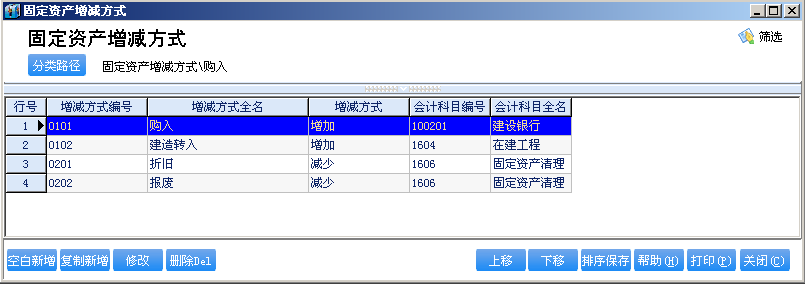 固定资产增减方式
固定资产增减方式
筛选
分类路径 固定资产增减方式\购入
行号 增减方式编号 增减方式全名 增减方式 会计科目编号 会计科目全名
1 0101 购入 增加 100201 建设银行
2 0102 建造转入 增加 1604 在建工程
3 0201 折旧 减少 1606 固定资产清理
4 0202 报废 减少 1606 固定资产清理
空白新增 复制新增 修改 删除Del 上移 下移 排序保存 帮助(H) 打印(P) 关闭(C)